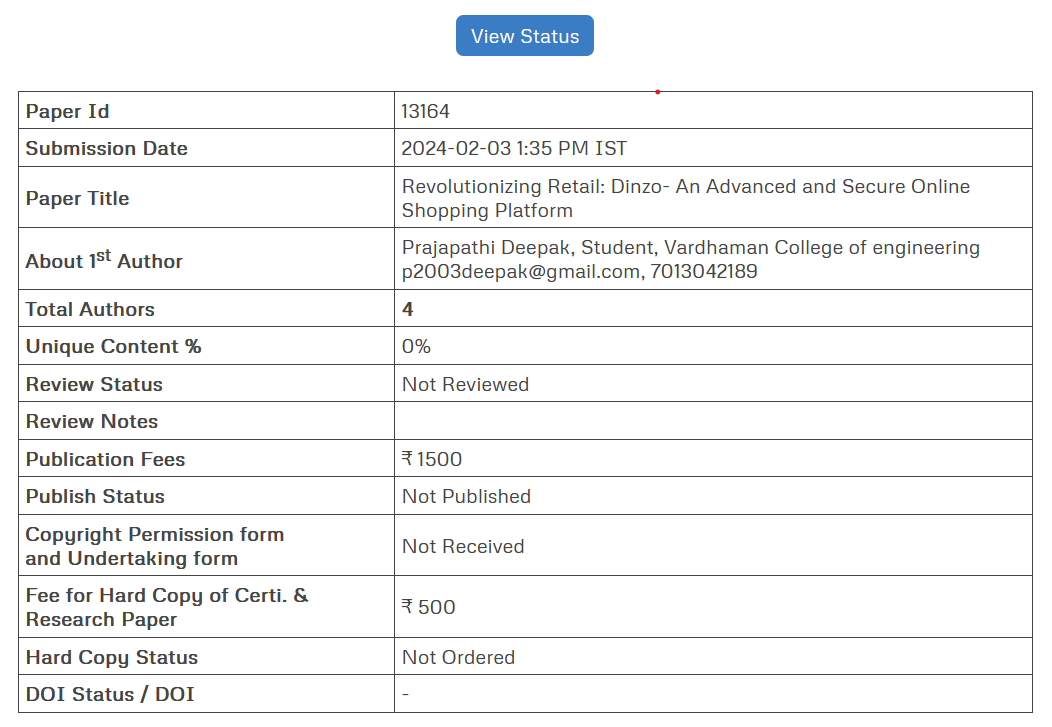 View Status
Paper Id 13164
Submission Date 2024-02-03 1:35 PM IST
Paper Title Revolutionizing Retail: Dinzo- An Advanced and Secure Online
Shopping Platform
About 1st Author Prajapathi Deepak, Student, Vardhaman College of engineering
p2003deepak@gmail.com, 7013042189
Total Authors 4
Unique Content % 0%
Review Status Not Reviewed
Review Notes
Publication Fees ₹ 1500
Publish Status Not Published
Copyright Permission form
and Undertaking form Not Received
Fee for Hard Copy of Certi. &
Research Paper ₹ 500
Hard Copy Status Not Ordered
DOI Status / DOI -